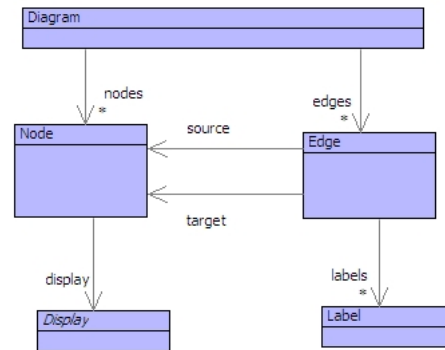 Diagram
nodes
*
edges
*
Node
source
Edge
target
display
labels
*
Display
Label